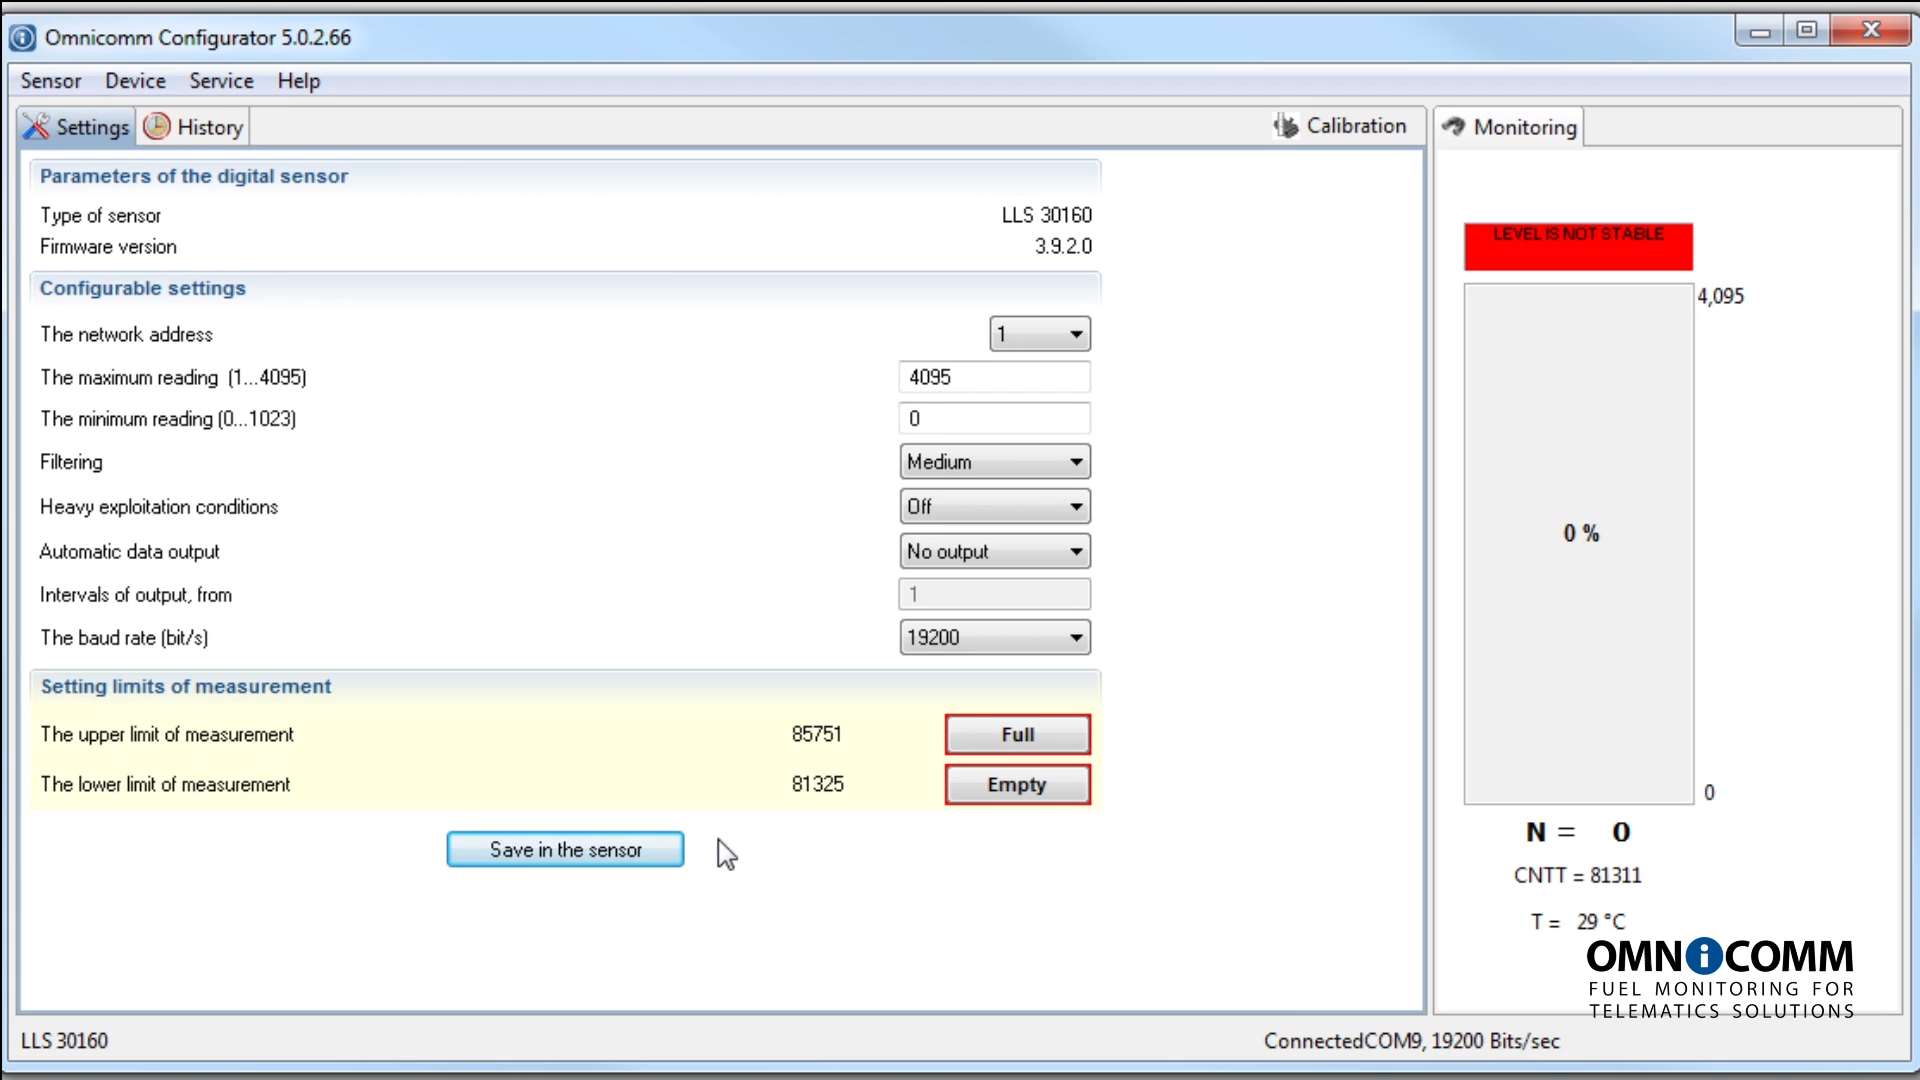 Omnicomm Configurator 5.0.2.66
Sensor Device Service Help
Settings History Calibration Monitoring
Parameters of the digital sensor
Type of sensor LLS 30160
Firmware version 3.9.2.0
Configurable settings
The network address 1
The maximum reading (1...4095) 4095
The minimum reading (0...1023) 0
Filtering Medium
Heavy exploitation conditions Off
Automatic data output No output
Intervals of output, from 1
The baud rate (bit/s) 19200
Setting limits of measurement
The upper limit of measurement 85751 Full
The lower limit of measurement 81325 Empty
Save in the sensor
LEVEL IS NOT STABLE
4,095
0 %
0
N = 0
CNTT = 81311
T = 29 °C
OMNiCOMM
FUEL MONITORING FOR
TELEMATICS SOLUTIONS
LLS 30160 ConnectedCOM9, 19200 Bits/sec